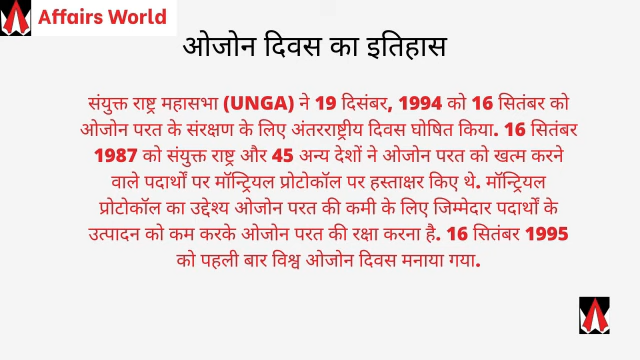 Affairs World
ओजोन दिवस का इतिहास
संयुक्त राष्ट्र महासभा (UNGA) ने 19 दिसंबर, 1994 को 16 सितंबर को
ओजोन परत के संरक्षण के लिए अंतरराष्ट्रीय दिवस घोषित किया. 16 सितंबर
1987 को संयुक्त राष्ट्र और 45 अन्य देशों ने ओजोन परत को खत्म करने
वाले पदार्थों पर मॉन्ट्रियल प्रोटोकॉल पर हस्ताक्षर किए थे. मॉन्ट्रियल
प्रोटोकॉल का उद्देश्य ओजोन परत की कमी के लिए जिम्मेदार पदार्थों के
उत्पादन को कम करके ओजोन परत की रक्षा करना है. 16 सितंबर 1995
को पहली बार विश्व ओजोन दिवस मनाया गया.